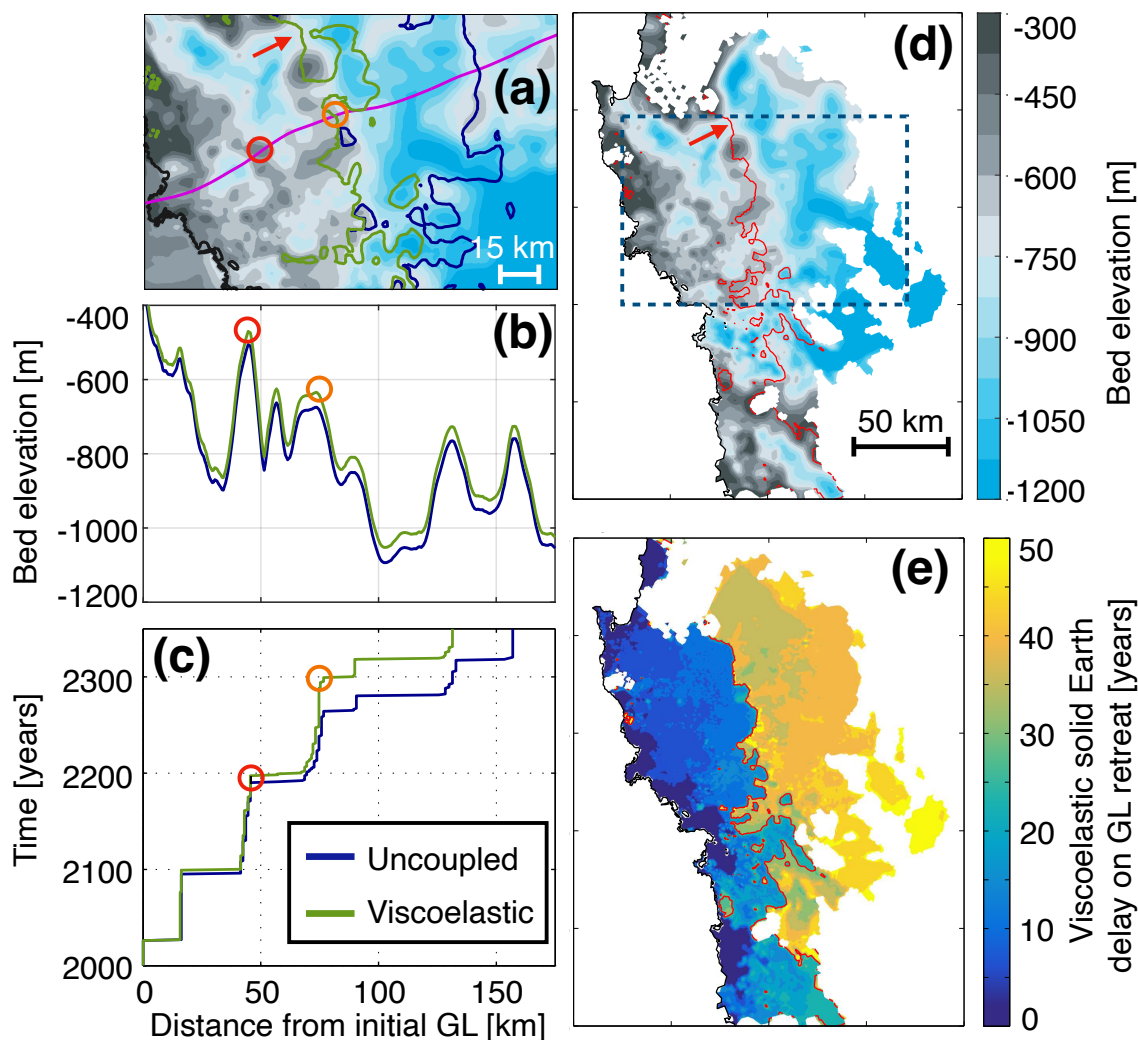 (a)
15 km
-400
-600
-800
-1000
-1200
Bed elevation [m]
(b)
(c)
2300
2200
2100
2000
Time [years]
Uncoupled
Viscoelastic
0
50
100
150
Distance from initial GL [km]
(d)
50 km
-300
-450
-600
-750
-900
-1050
-1200
Bed elevation [m]
(e)
50
40
30
20
10
0
Viscoelastic solid Earth
delay on GL retreat [years]